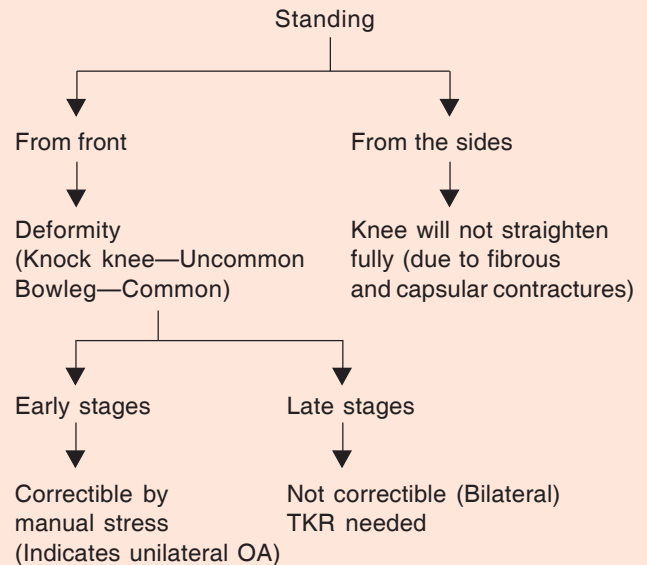 Standing
From front
From the sides
Deformity
(Knock knee—Uncommon
Bowleg—Common)
Knee will not straighten
fully (due to fibrous
and capsular contractures)
Early stages
Late stages
Correctible by
manual stress
(Indicates unilateral OA)
Not correctible (Bilateral)
TKR needed